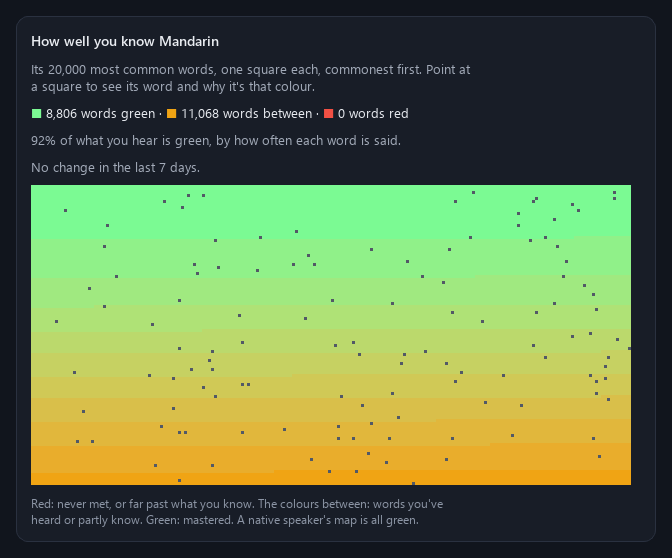 How well you know Mandarin
Its 20,000 most common words, one square each, commonest first. Point at
a square to see its word and why it's that colour.
8,806 words green · 11,068 words between · 0 words red
92% of what you hear is green, by how often each word is said.
No change in the last 7 days.
Red: never met, or far past what you know. The colours between: words you've
heard or partly know. Green: mastered. A native speaker's map is all green.